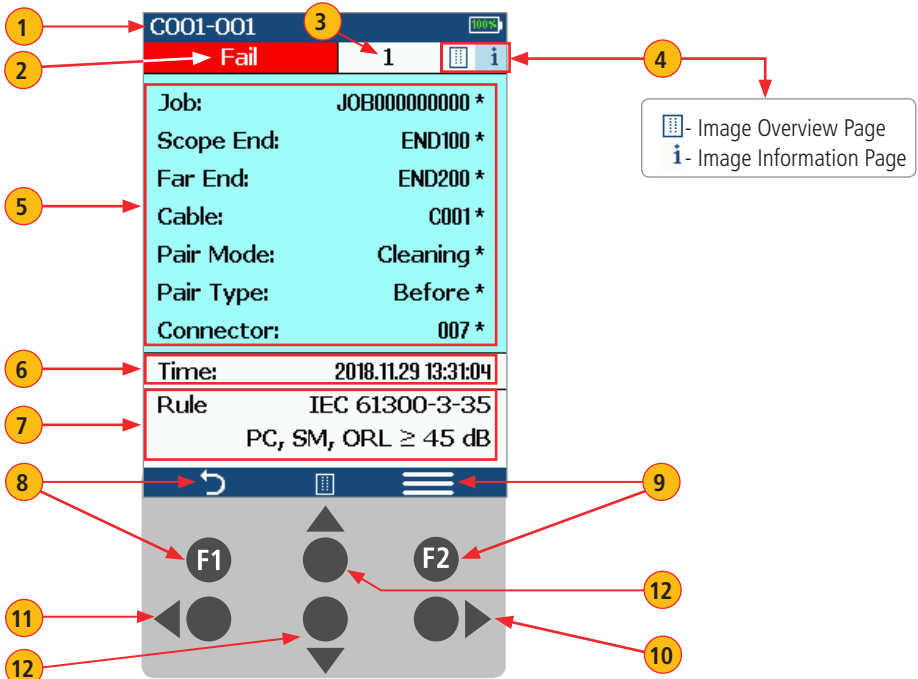 1
C001-001
3
100%
2
Fail
1
i
4
- Image Overview Page
i - Image Information Page
5
Job: JOB000000000 *
Scope End: END100 *
Far End: END200 *
Cable: C001 *
Pair Mode: Cleaning *
Pair Type: Before *
Connector: 007 *
6
Time: 2018.11.29 13:31:04
7
Rule IEC 61300-3-35
PC, SM, ORL ≥ 45 dB
8
9
F1
F2
12
11
10
12